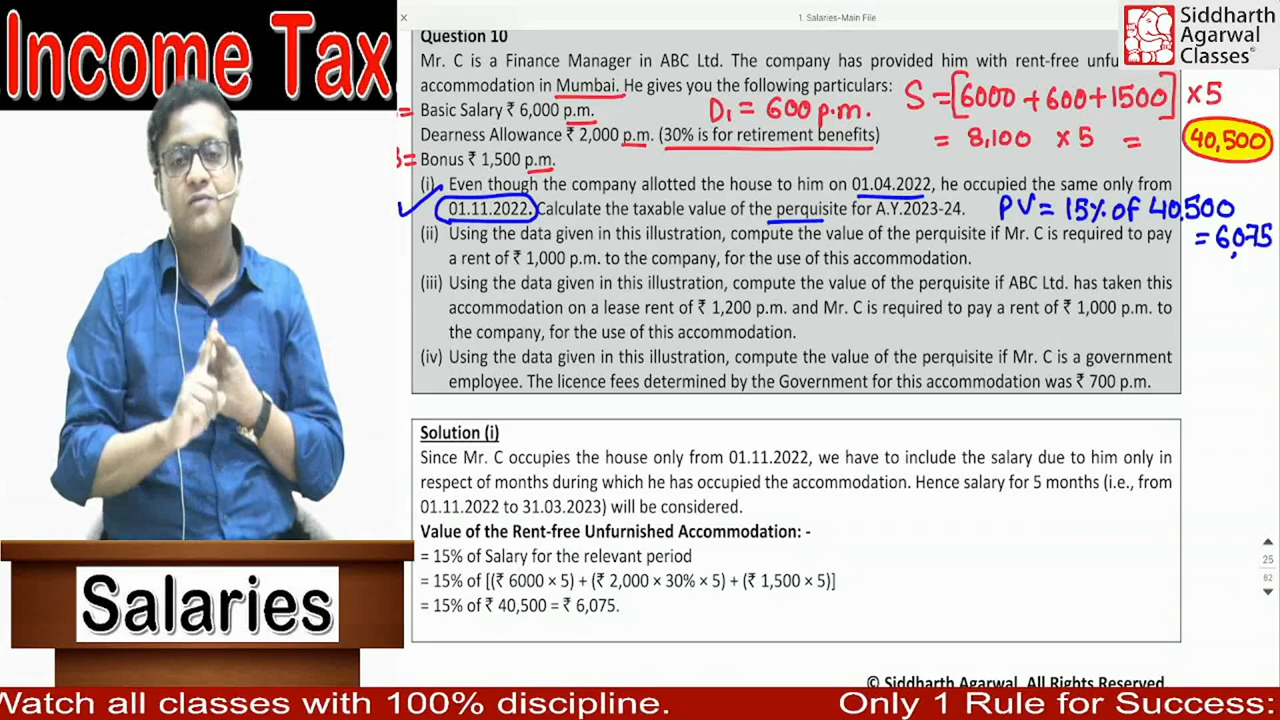 Income Tax
1. Salaries-Main File
Siddharth
Agarwal
Classes
Question 10
Mr. C is a Finance Manager in ABC Ltd. The company has provided him with rent-free unfu
accommodation in Mumbai. He gives you the following particulars:
Basic Salary ₹ 6,000 p.m.
D1 = 600 p.m.
S = [6000 + 600 + 1500] × 5
Dearness Allowance ₹ 2,000 p.m. (30% is for retirement benefits)
= 8,100 × 5 = 40,500
Bonus ₹ 1,500 p.m.
(i) Even though the company allotted the house to him on 01.04.2022, he occupied the same only from
01.11.2022. Calculate the taxable value of the perquisite for A.Y.2023-24.
PV = 15% of 40,500
= 6,075
(ii) Using the data given in this illustration, compute the value of the perquisite if Mr. C is required to pay
a rent of ₹ 1,000 p.m. to the company, for the use of this accommodation.
(iii) Using the data given in this illustration, compute the value of the perquisite if ABC Ltd. has taken this
accommodation on a lease rent of ₹ 1,200 p.m. and Mr. C is required to pay a rent of ₹ 1,000 p.m. to
the company, for the use of this accommodation.
(iv) Using the data given in this illustration, compute the value of the perquisite if Mr. C is a government
employee. The licence fees determined by the Government for this accommodation was ₹ 700 p.m.
Solution (i)
Since Mr. C occupies the house only from 01.11.2022, we have to include the salary due to him only in
respect of months during which he has occupied the accommodation. Hence salary for 5 months (i.e., from
01.11.2022 to 31.03.2023) will be considered.
Value of the Rent-free Unfurnished Accommodation: -
= 15% of Salary for the relevant period
= 15% of [(₹ 6000 × 5) + (₹ 2,000 × 30% × 5) + (₹ 1,500 × 5)]
= 15% of ₹ 40,500 = ₹ 6,075.
25
82
Salaries
© Siddharth Agarwal. All Rights Reserved
Watch all classes with 100% discipline.
Only 1 Rule for Success: